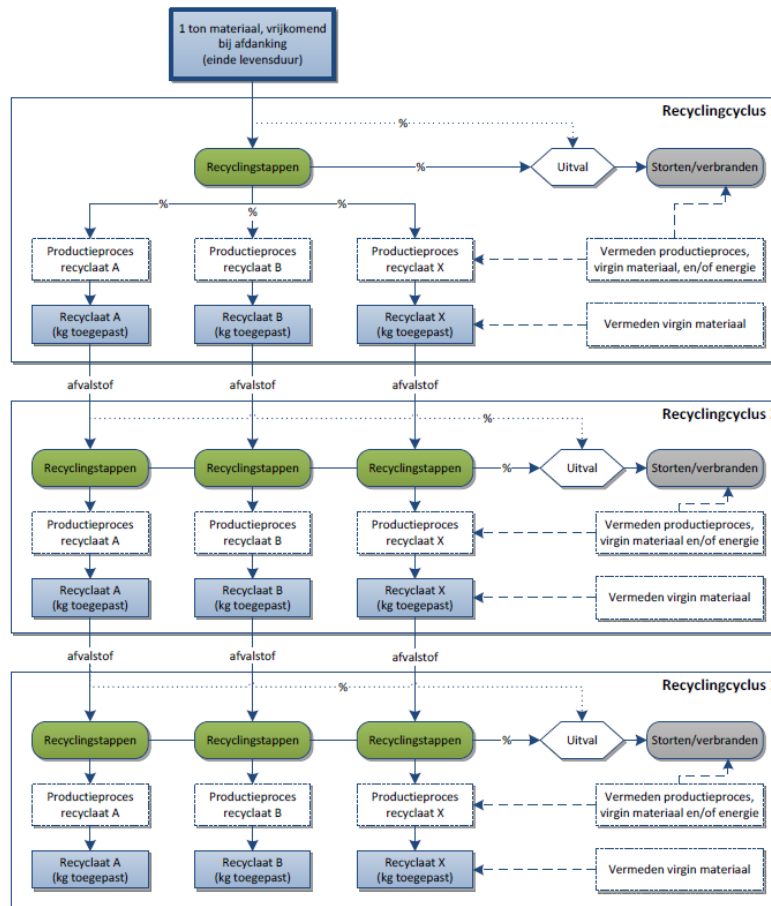 1 ton materiaal, vrijkomend
bij afdanking
(einde levensduur)
Recyclingcyclus
%
Recyclingstappen
%
Uitval
Storten/verbranden
%
%
%
Productieproces
recyclaat A
Productieproces
recyclaat B
Productieproces
recyclaat X
Vermeden productieproces,
virgin materiaal, en/of energie
Recyclaat A
(kg toegepast)
Recyclaat B
(kg toegepast)
Recyclaat X
(kg toegepast)
Vermeden virgin materiaal
afvalstof
afvalstof
afvalstof
Recyclingcyclus
%
Recyclingstappen
Recyclingstappen
Recyclingstappen
%
Uitval
Storten/verbranden
Productieproces
recyclaat A
Productieproces
recyclaat B
Productieproces
recyclaat X
Vermeden productieproces,
virgin materiaal en/of energie
Recyclaat A
(kg toegepast)
Recyclaat B
(kg toegepast)
Recyclaat X
(kg toegepast)
Vermeden virgin materiaal
afvalstof
afvalstof
afvalstof
Recyclingcyclus
%
Recyclingstappen
Recyclingstappen
Recyclingstappen
%
Uitval
Storten/verbranden
Productieproces
recyclaat A
Productieproces
recyclaat B
Productieproces
recyclaat X
Vermeden productieproces,
virgin materiaal en/of energie
Recyclaat A
(kg toegepast)
Recyclaat B
(kg toegepast)
Recyclaat X
(kg toegepast)
Vermeden virgin materiaal